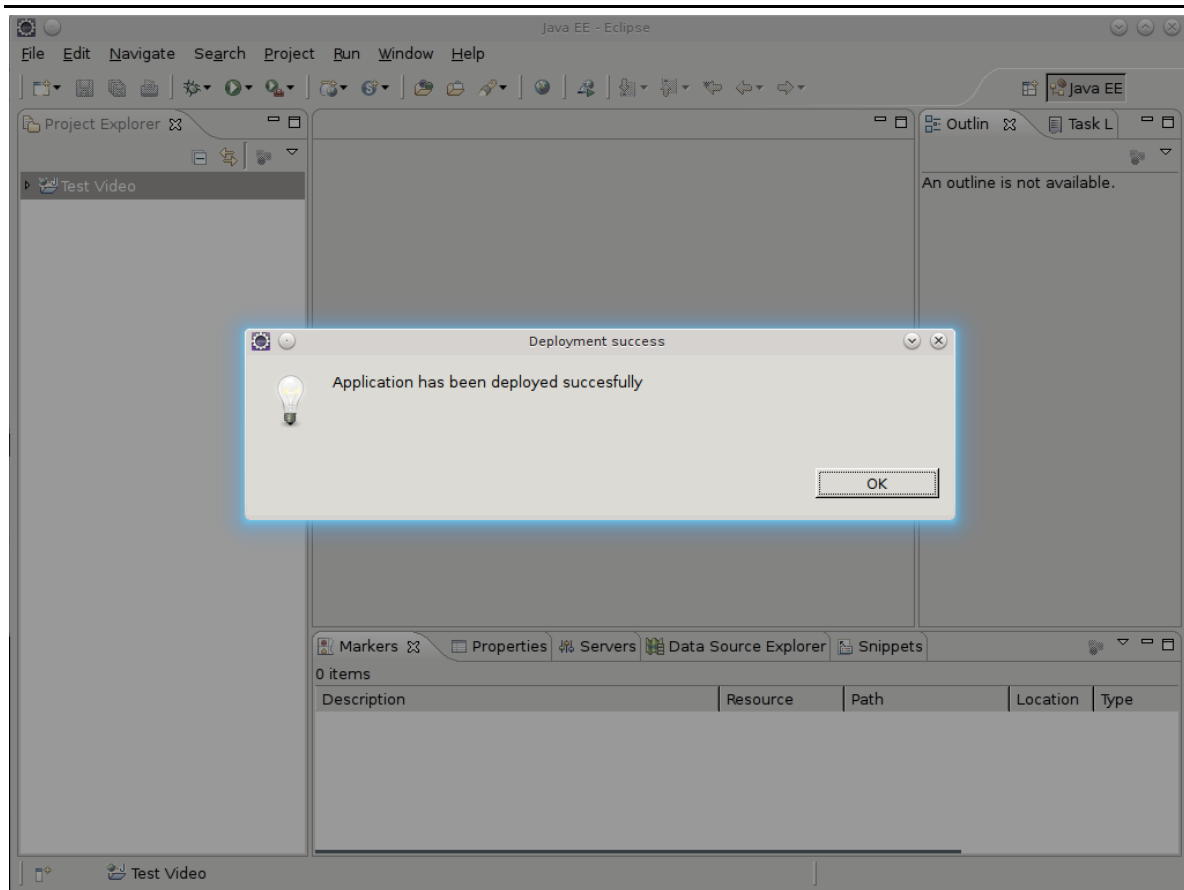 Java EE - Eclipse
File Edit Navigate Search Project Run Window Help
Java EE
Project Explorer
Outlin
Task L
Test Video
An outline is not available.
Deployment success
Application has been deployed succesfully
OK
Markers Properties Servers Data Source Explorer Snippets
0 items
Description Resource Path Location Type
Test Video